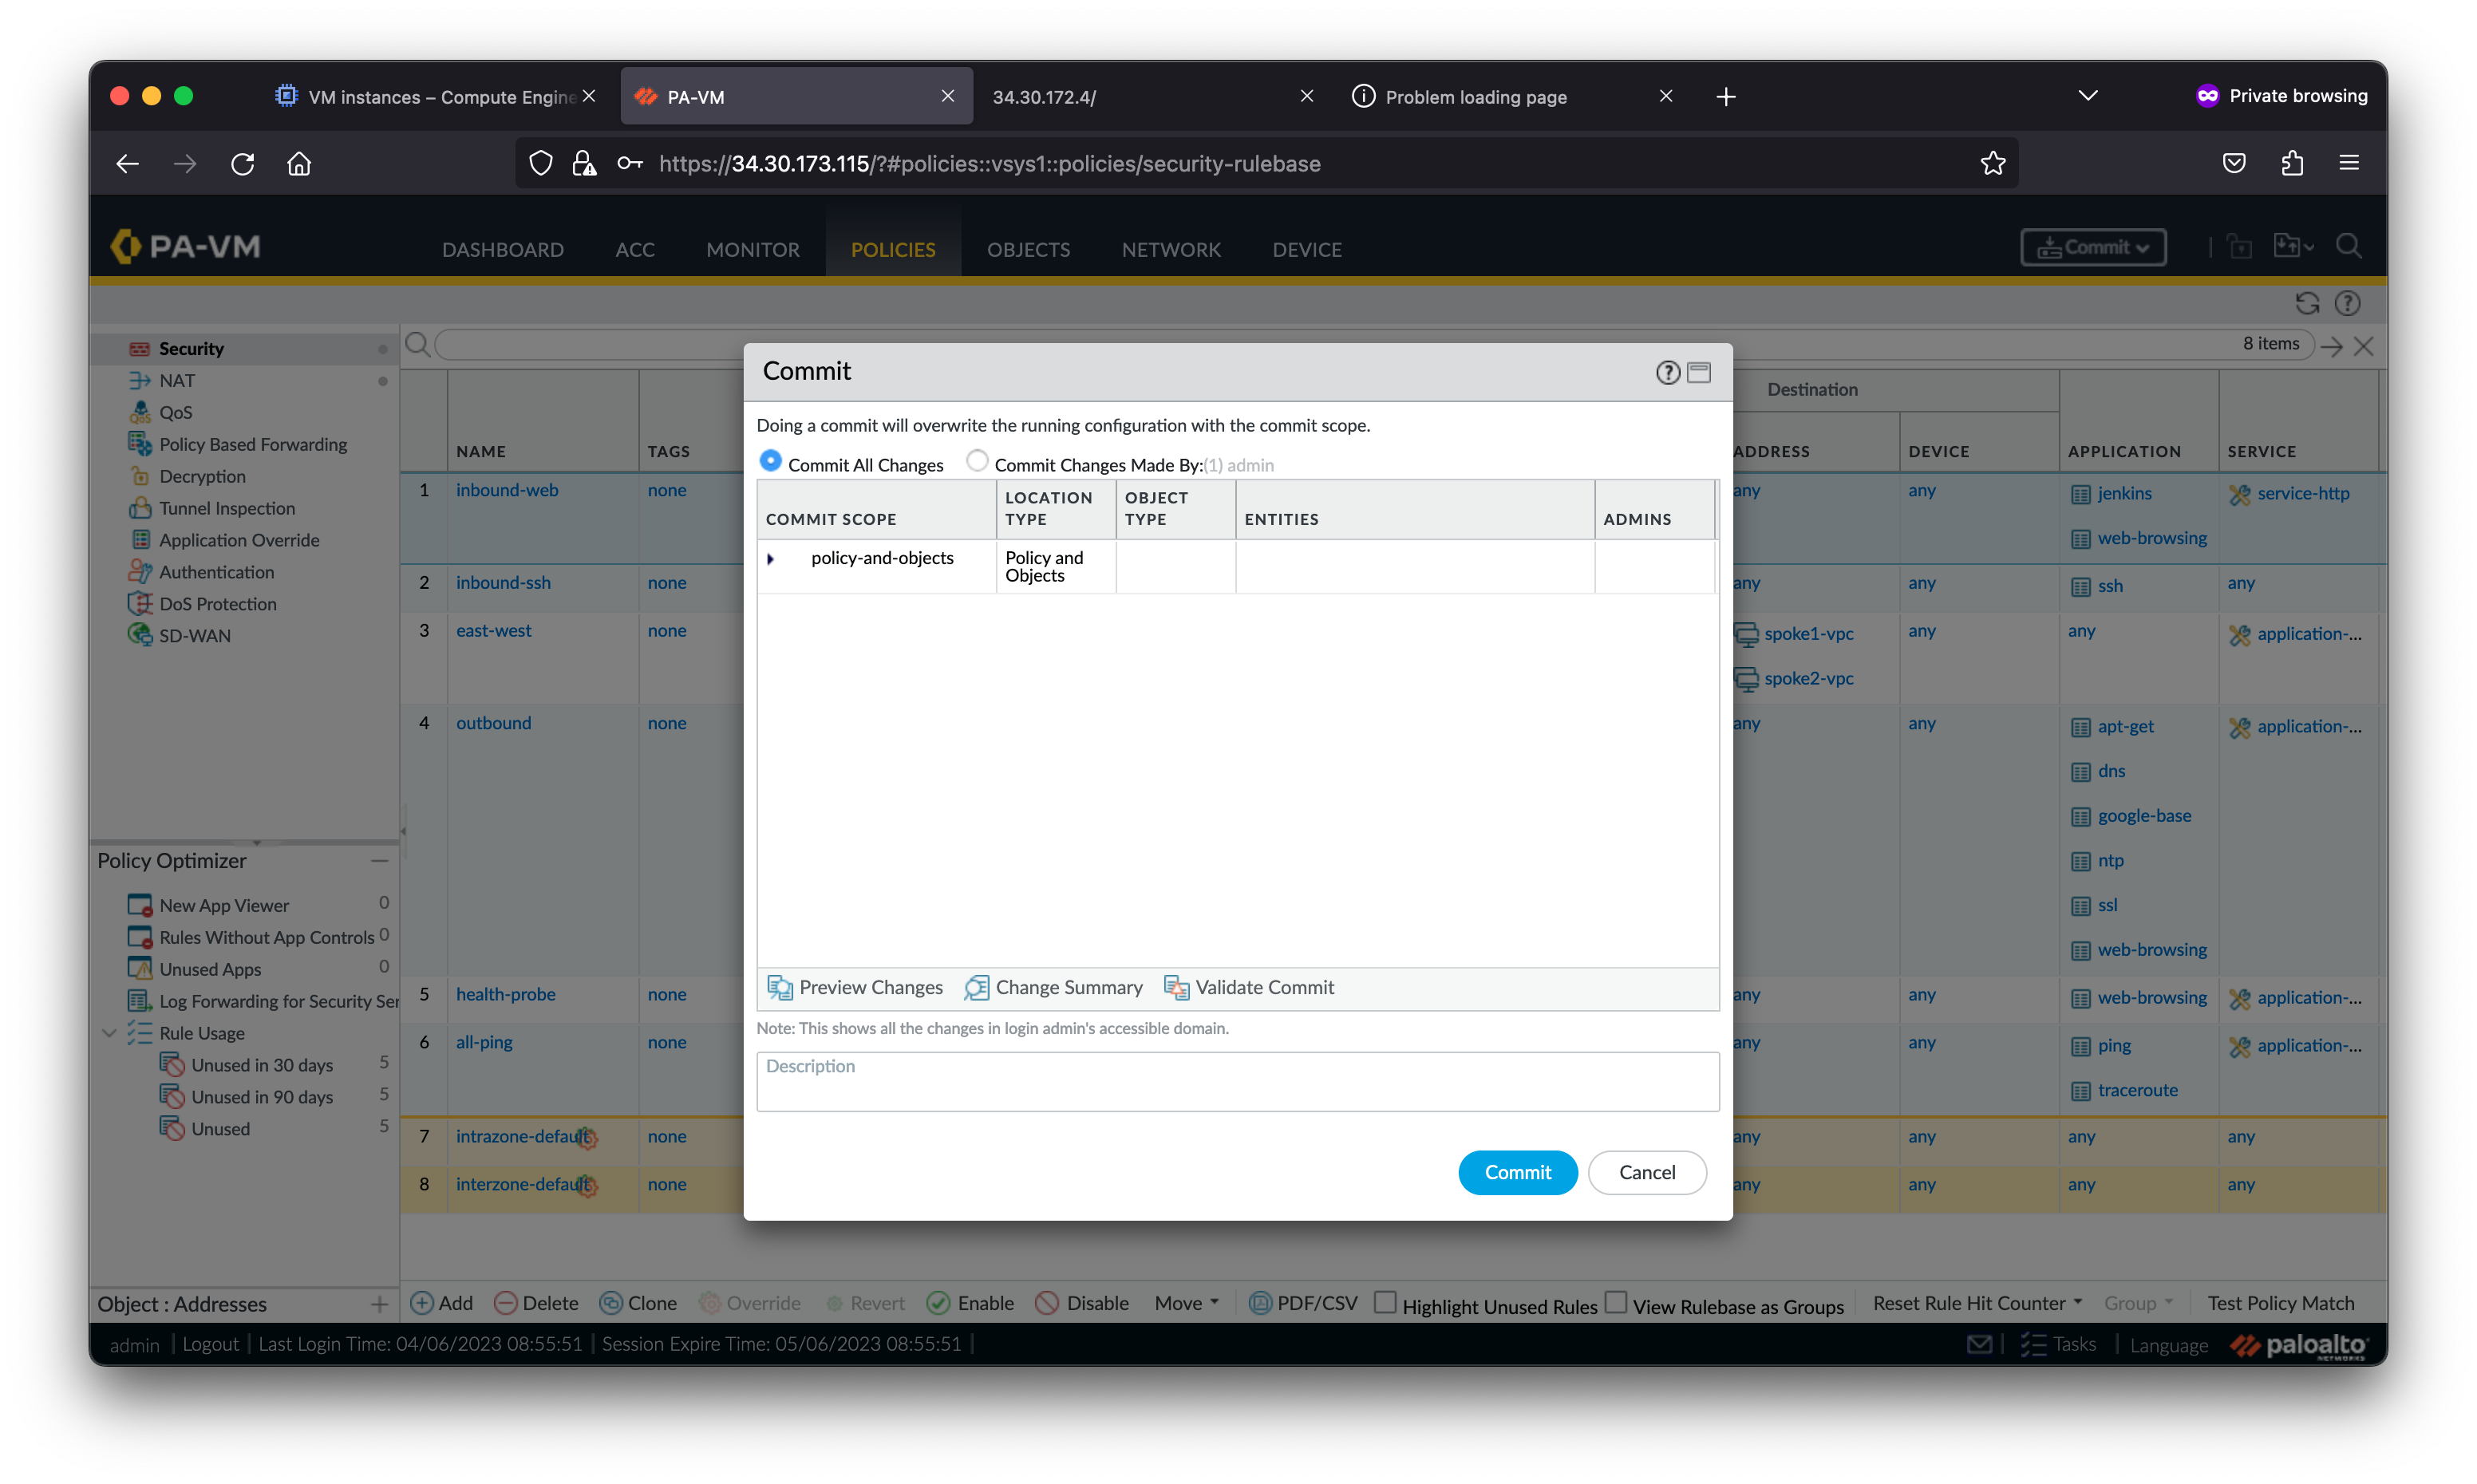 VM instances – Compute Engine
PA-VM
34.30.172.4/
Problem loading page
Private browsing
https://34.30.173.115/?#policies::vsys1::policies/security-rulebase
PA-VM
DASHBOARD
ACC
MONITOR
POLICIES
OBJECTS
NETWORK
DEVICE
Commit
Security
NAT
QoS
Policy Based Forwarding
Decryption
Tunnel Inspection
Application Override
Authentication
DoS Protection
SD-WAN
Policy Optimizer
New App Viewer 0
Rules Without App Controls 0
Unused Apps 0
Log Forwarding for Security Ser
Rule Usage
Unused in 30 days 5
Unused in 90 days 5
Unused 5
Object : Addresses
8 items
Destination
NAME TAGS ADDRESS DEVICE APPLICATION SERVICE
1 inbound-web none any any jenkins service-http
web-browsing
2 inbound-ssh none any any ssh any
3 east-west none spoke1-vpc any any application-...
spoke2-vpc
4 outbound none any any apt-get application-...
dns
google-base
ntp
ssl
web-browsing
5 health-probe none any any web-browsing application-...
6 all-ping none any any ping application-...
traceroute
7 intrazone-default none any any any any
8 interzone-default none any any any any
Commit
Doing a commit will overwrite the running configuration with the commit scope.
Commit All Changes Commit Changes Made By:(1) admin
COMMIT SCOPE LOCATION TYPE OBJECT TYPE ENTITIES ADMINS
policy-and-objects Policy and Objects
Preview Changes Change Summary Validate Commit
Note: This shows all the changes in login admin's accessible domain.
Description
Commit Cancel
Add Delete Clone Override Revert Enable Disable Move PDF/CSV Highlight Unused Rules View Rulebase as Groups Reset Rule Hit Counter Group Test Policy Match
admin | Logout | Last Login Time: 04/06/2023 08:55:51 | Session Expire Time: 05/06/2023 08:55:51 |
Tasks | Language paloalto NETWORKS